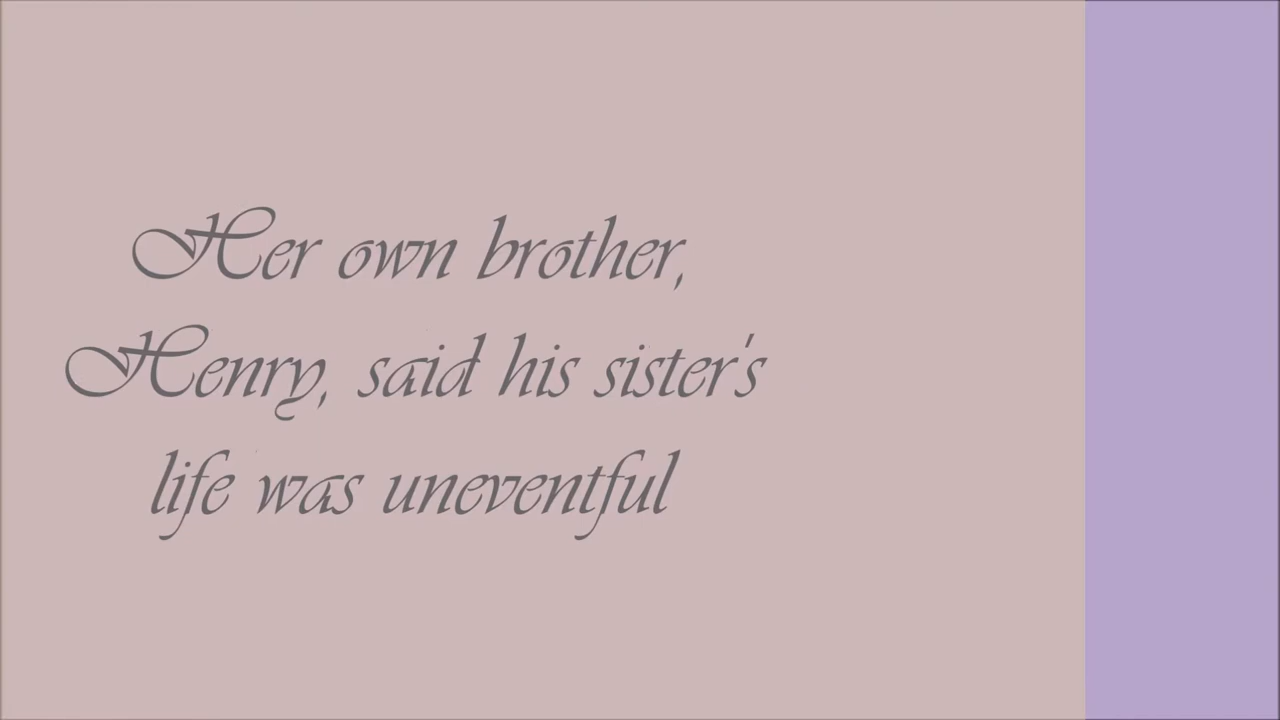 Her own brother,
Henry, said his sister's
life was uneventful